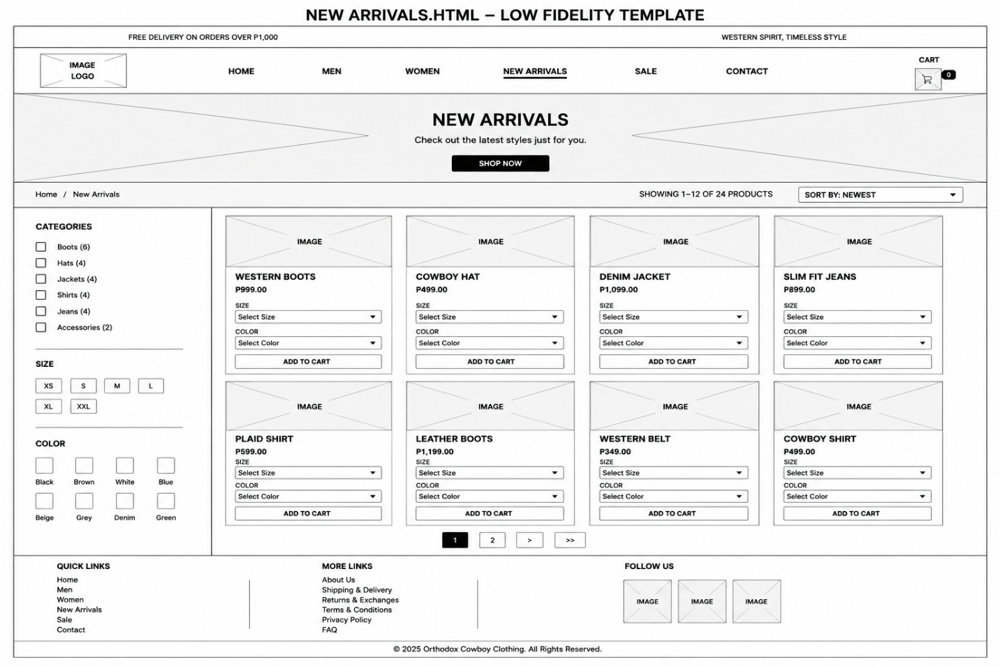 NEW ARRIVALS.HTML – LOW FIDELITY TEMPLATE
FREE DELIVERY ON ORDERS OVER P1,000
WESTERN SPIRIT, TIMELESS STYLE
IMAGE
LOGO
HOME
MEN
WOMEN
NEW ARRIVALS
SALE
CONTACT
CART
0
NEW ARRIVALS
Check out the latest styles just for you.
SHOP NOW
Home / New Arrivals
SHOWING 1–12 OF 24 PRODUCTS
SORT BY: NEWEST
CATEGORIES
Boots (6)
Hats (4)
Jackets (4)
Shirts (4)
Jeans (4)
Accessories (2)
SIZE
XS S M L
XL XXL
COLOR
Black Brown White Blue
Beige Grey Denim Green
IMAGE
WESTERN BOOTS
P999.00
SIZE
Select Size
COLOR
Select Color
ADD TO CART
IMAGE
COWBOY HAT
P499.00
SIZE
Select Size
COLOR
Select Color
ADD TO CART
IMAGE
DENIM JACKET
P1,099.00
SIZE
Select Size
COLOR
Select Color
ADD TO CART
IMAGE
SLIM FIT JEANS
P899.00
SIZE
Select Size
COLOR
Select Color
ADD TO CART
IMAGE
PLAID SHIRT
P599.00
SIZE
Select Size
COLOR
Select Color
ADD TO CART
IMAGE
LEATHER BOOTS
P1,199.00
SIZE
Select Size
COLOR
Select Color
ADD TO CART
IMAGE
WESTERN BELT
P349.00
SIZE
Select Size
COLOR
Select Color
ADD TO CART
IMAGE
COWBOY SHIRT
P499.00
SIZE
Select Size
COLOR
Select Color
ADD TO CART
1 2 > >>
QUICK LINKS
Home
Men
Women
New Arrivals
Sale
Contact
MORE LINKS
About Us
Shipping & Delivery
Returns & Exchanges
Terms & Conditions
Privacy Policy
FAQ
FOLLOW US
IMAGE IMAGE IMAGE
© 2025 Orthodox Cowboy Clothing. All Rights Reserved.